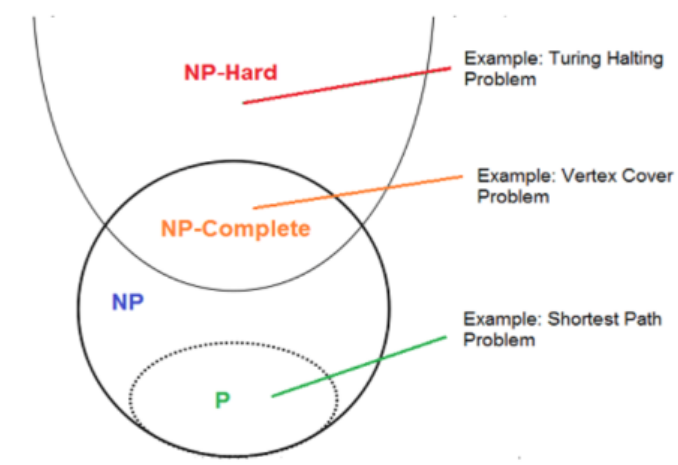 NP-Hard
Example: Turing Halting
Problem
Example: Vertex Cover
Problem
NP-Complete
NP
Example: Shortest Path
Problem
P